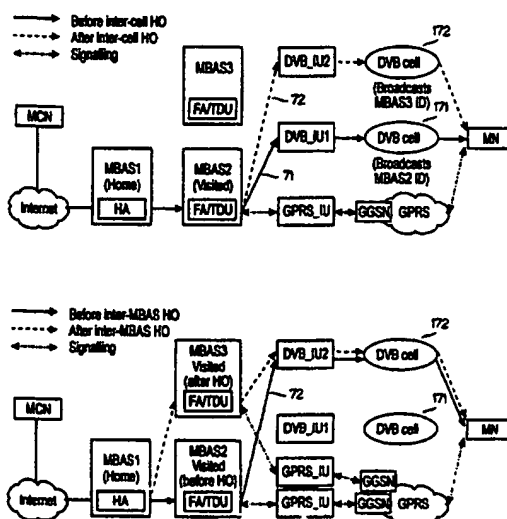 Before inter-cell HO
After inter-cell HO
Signalling
MBAS3
FA/TDU
DVB_IU2
DVB cell
172
(Broadcasts
MBAS3 ID)
72
MCN
MBAS1
(Home)
HA
MBAS2
(Visited)
FA/TDU
DVB_IU1
DVB cell
171
(Broadcasts
MBAS2 ID)
MN
71
Internet
GPRS_IU
GGSN
GPRS
Before inter-MBAS HO
After inter-MBAS HO
Signalling
MBAS3
Visited
(after HO)
FA/TDU
DVB_IU2
DVB cell
172
72
MCN
MBAS1
(Home)
HA
MBAS2
Visited
(before HO)
FA/TDU
DVB_IU1
DVB cell
171
MN
Internet
GPRS_IU
GGSN
GPRS_IU
GGSN
GPRS